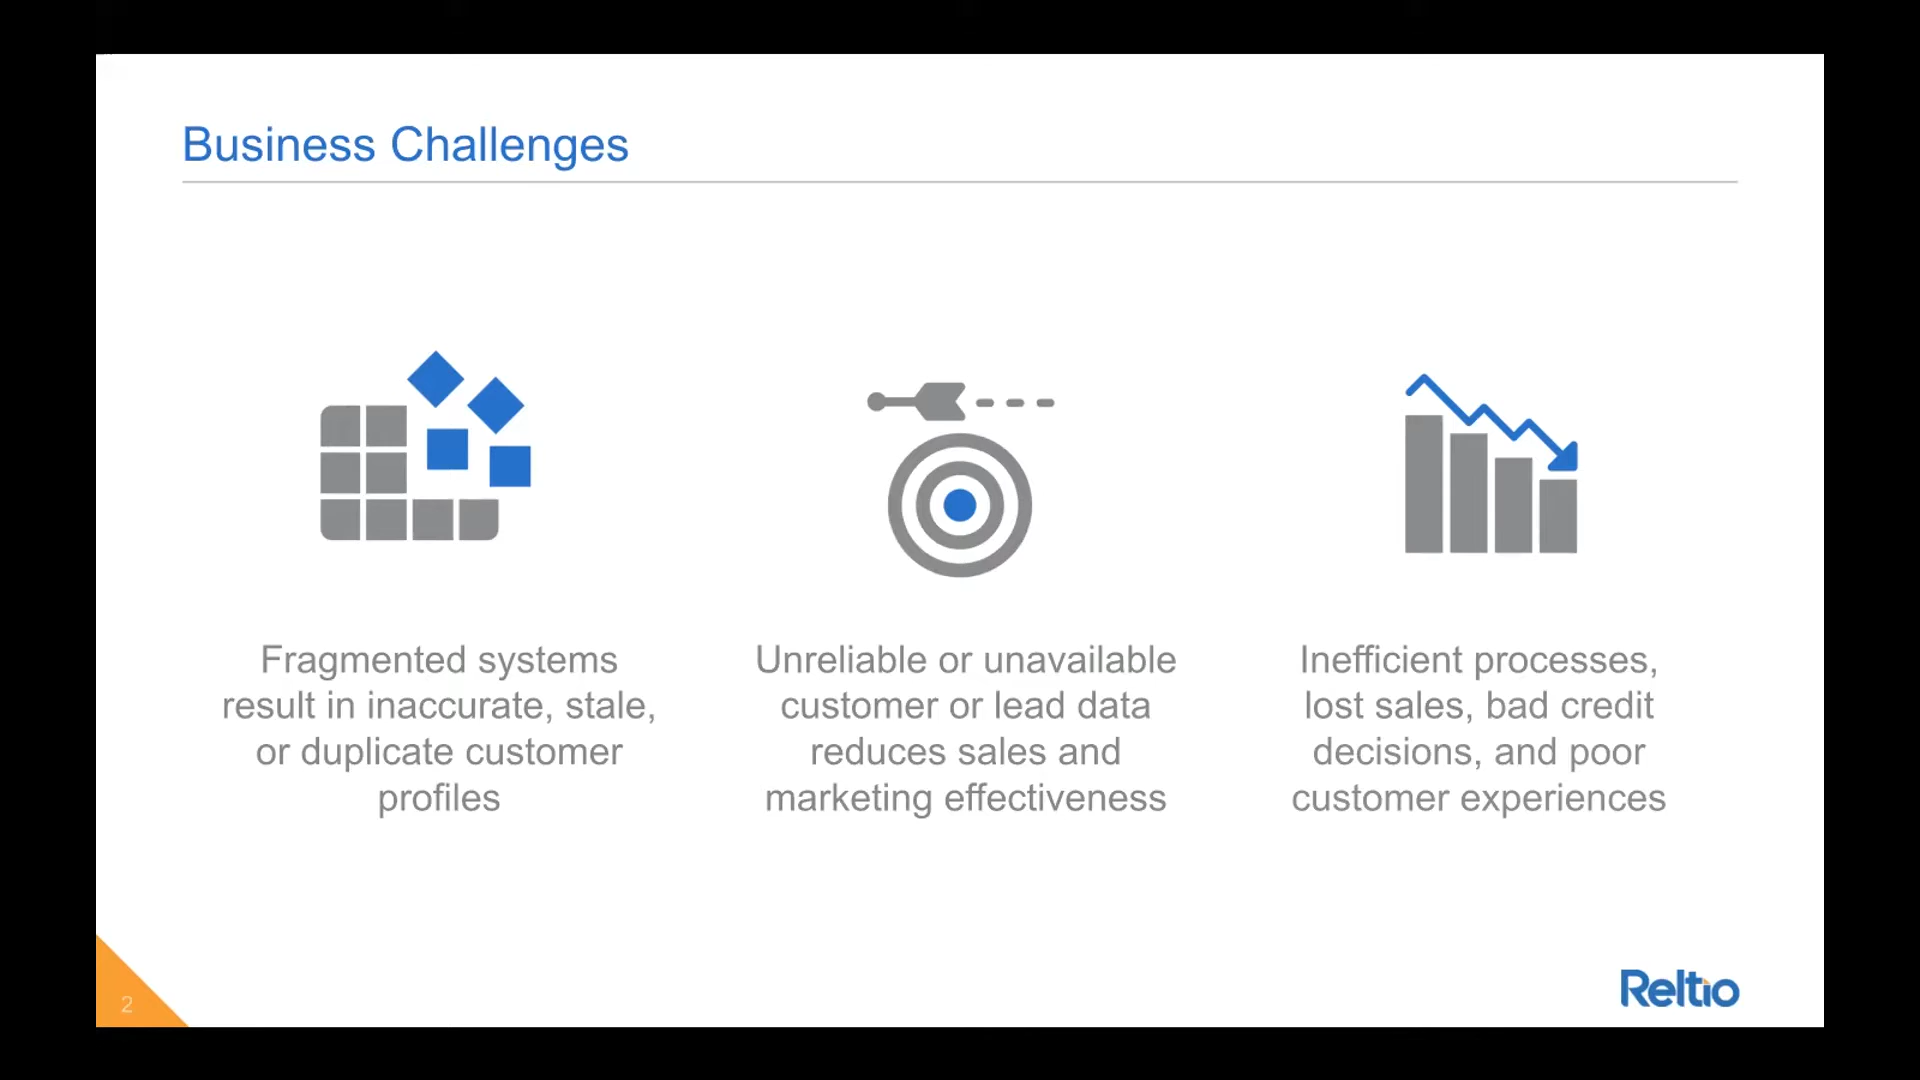 Business Challenges
Fragmented systems
result in inaccurate, stale,
or duplicate customer
profiles
Unreliable or unavailable
customer or lead data
reduces sales and
marketing effectiveness
Inefficient processes,
lost sales, bad credit
decisions, and poor
customer experiences
2
Reltio